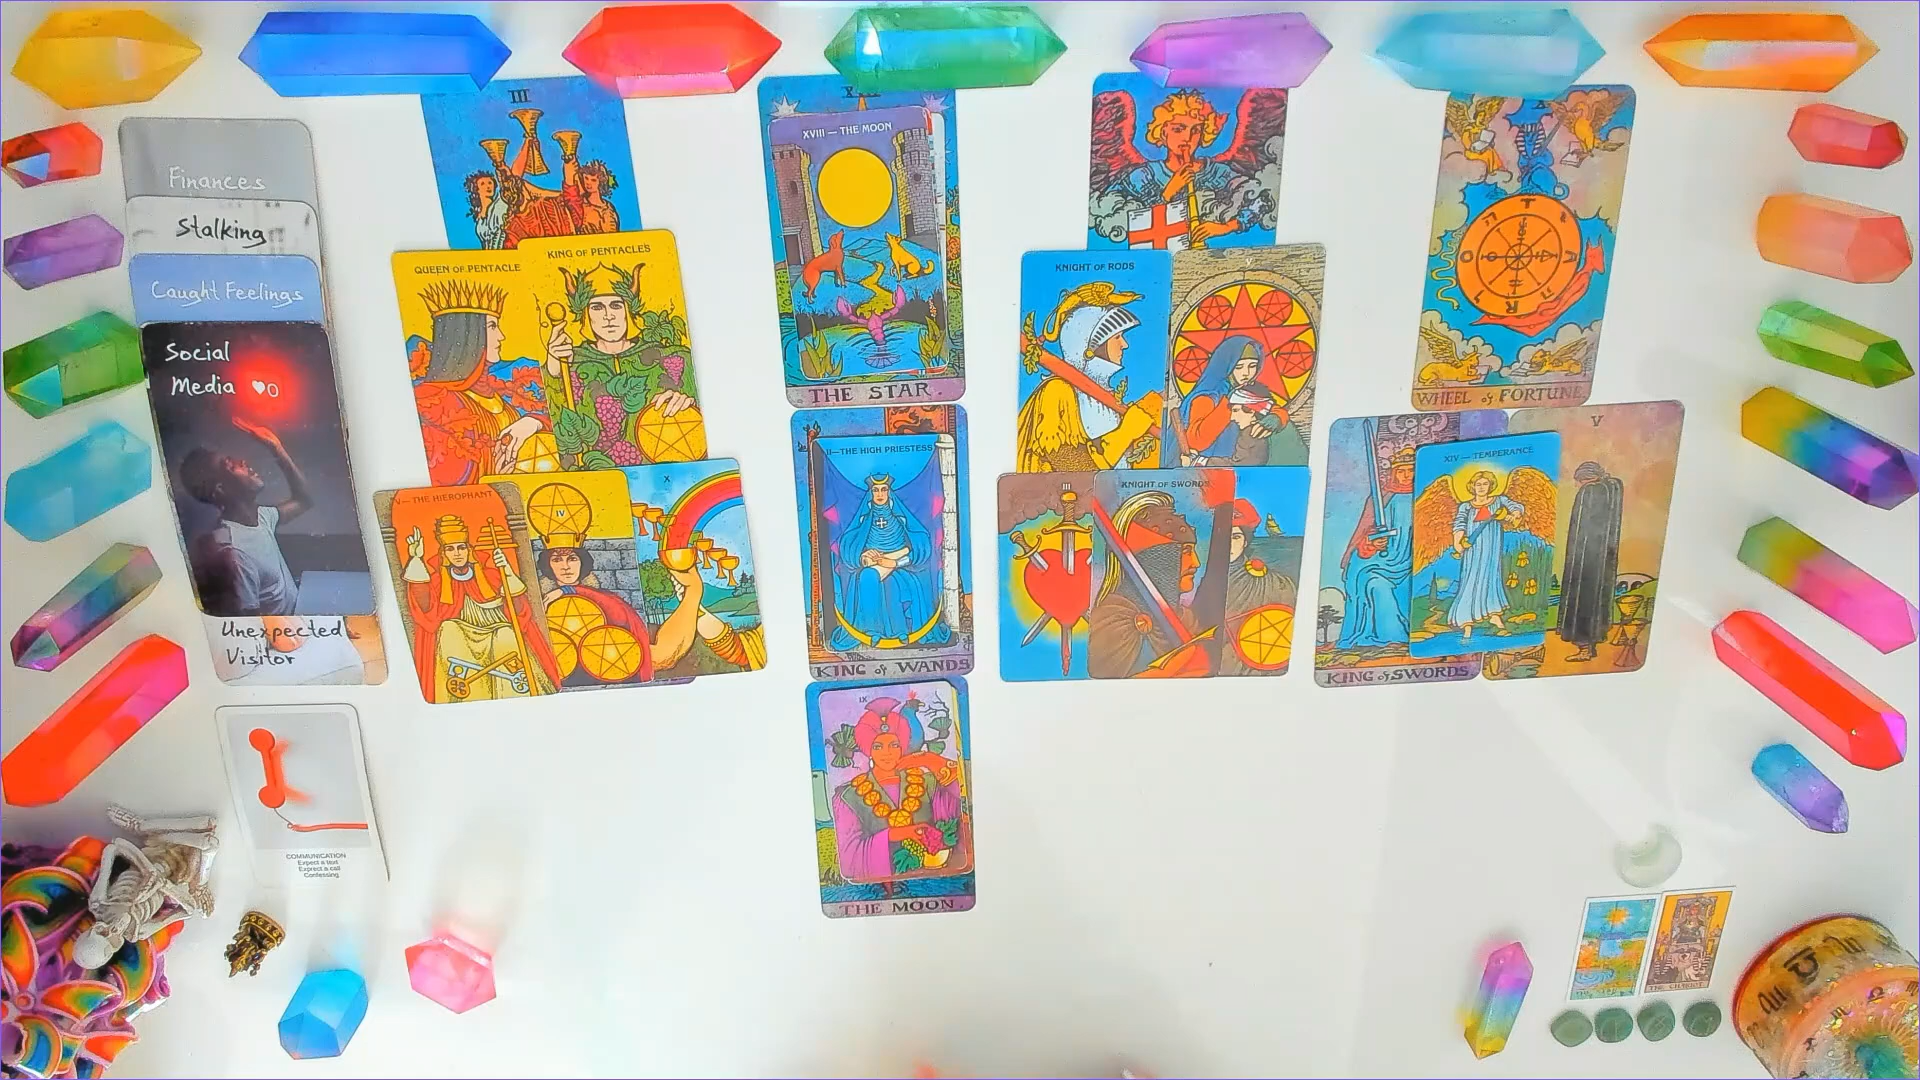 Finances
Stalking
Caught Feelings
Social
Media
0
Unexpected
Visitor
COMMUNICATION
Expect a text
Expect a call
Confessing
III
QUEEN OF PENTACLE
KING OF PENTACLES
V—THE HIEROPHANT
IV
X
XVIII — THE MOON
THE STAR.
II—THE HIGH PRIESTESS
KING of WANDS
IX
THE MOON.
KNIGHT OF RODS
V
III
KNIGHT OF SWORDS
WHEEL of FORTUNE
KING of SWORDS
XIV — TEMPERANCE
V
THE CHARIOT